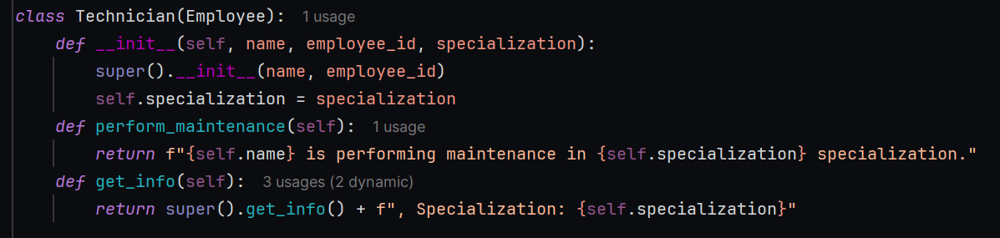 class Technician(Employee):  1 usage
    def __init__(self, name, employee_id, specialization):
        super().__init__(name, employee_id)
        self.specialization = specialization
    def perform_maintenance(self):  1 usage
        return f"{self.name} is performing maintenance in {self.specialization} specialization."
    def get_info(self):  3 usages (2 dynamic)
        return super().get_info() + f", Specialization: {self.specialization}"